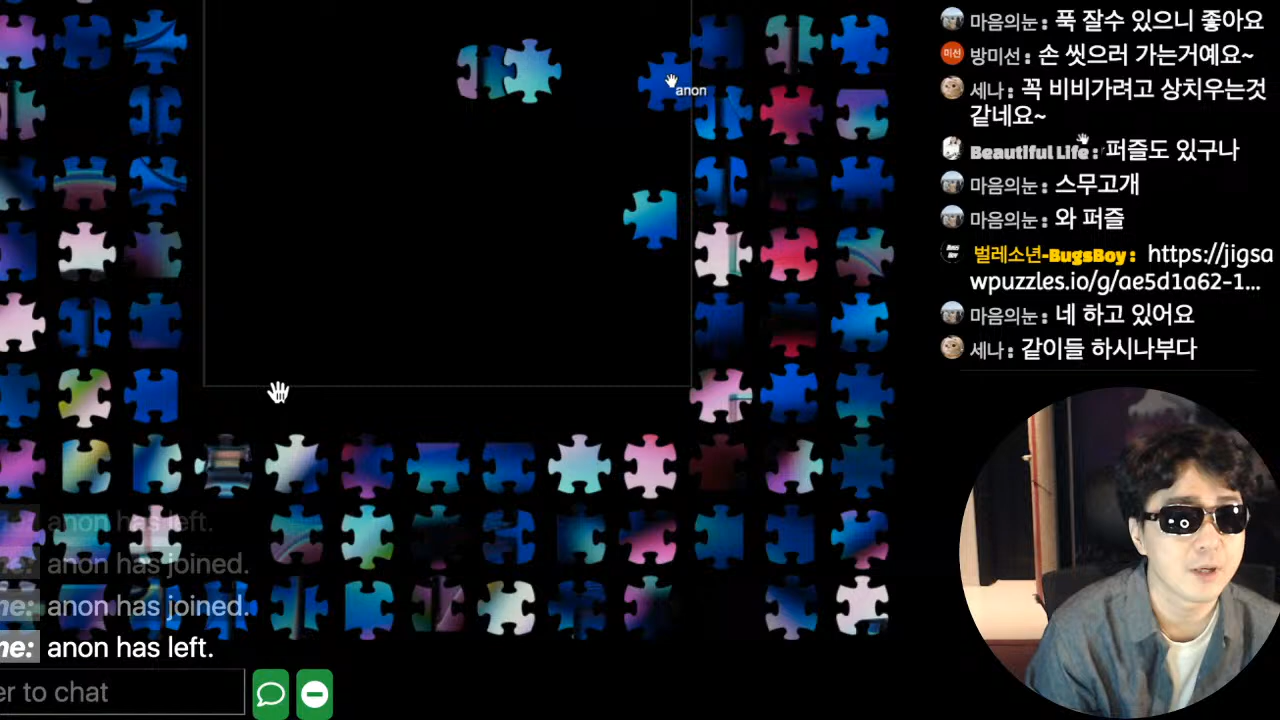 마음의눈: 푹 잘수 있으니 좋아요
미선 방미선: 손 씻으러 가는거예요~
세나: 꼭 비비가려고 상치우는것
같네요~
Beautiful Life: 퍼즐도 있구나
마음의눈: 스무고개
마음의눈: 와 퍼즐
벌레소년-BugsBoy: https://jigsa
wpuzzles.io/g/ae5d1a62-1...
마음의눈: 네 하고 있어요
세나: 같이들 하시나부다
anon
anon has left.
anon has joined.
me: anon has joined.
me: anon has left.
er to chat